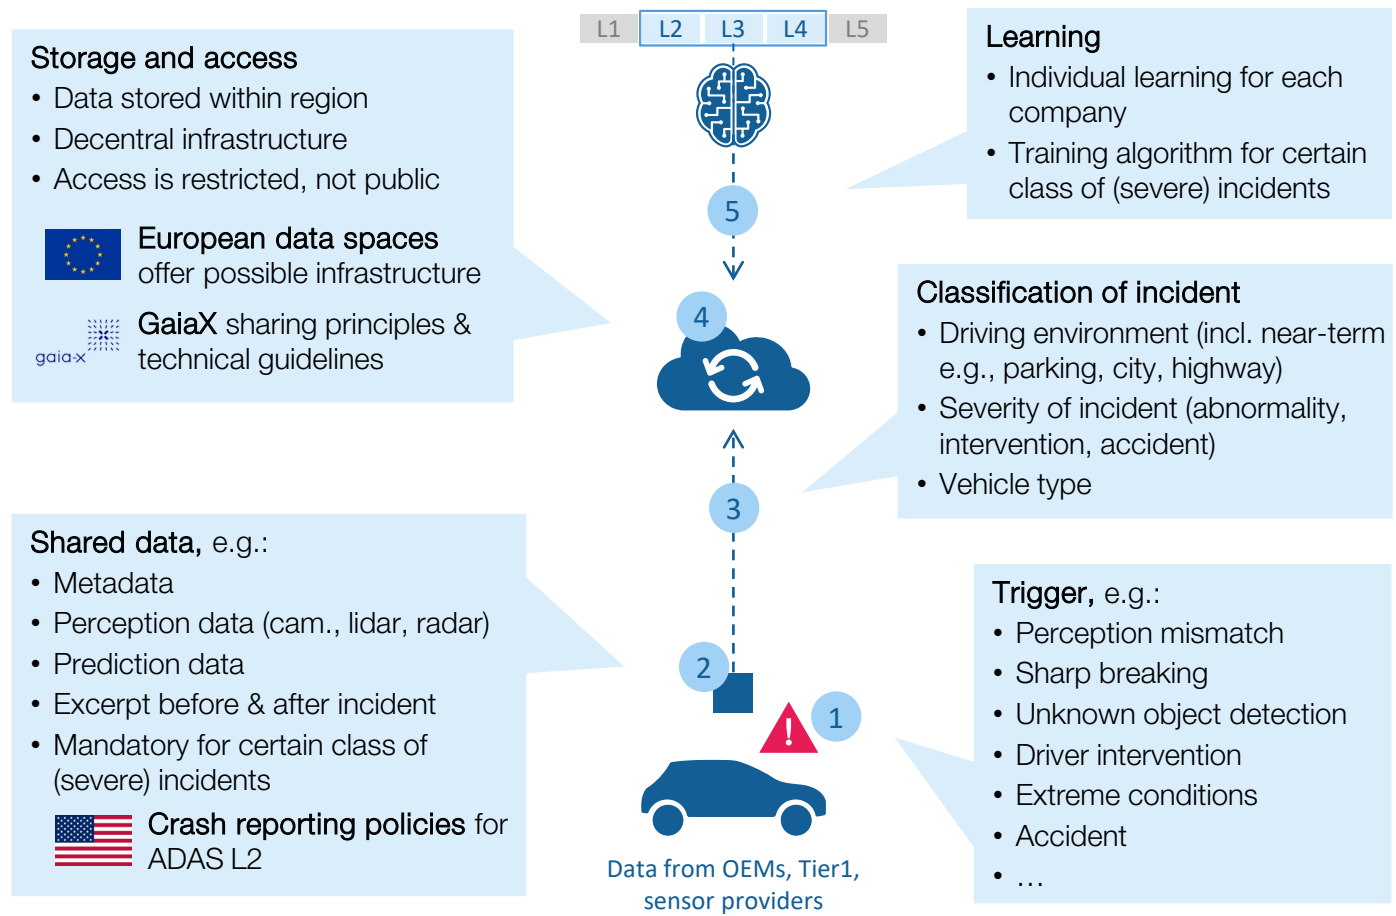 L1 L2 L3 L4 L5
Storage and access
• Data stored within region
• Decentral infrastructure
• Access is restricted, not public
European data spaces
offer possible infrastructure
gaia-x
GaiaX sharing principles &
technical guidelines
Learning
• Individual learning for each
company
• Training algorithm for certain
class of (severe) incidents
5
4
Classification of incident
• Driving environment (incl. near-term
e.g., parking, city, highway)
• Severity of incident (abnormality,
intervention, accident)
• Vehicle type
3
Shared data, e.g.:
• Metadata
• Perception data (cam., lidar, radar)
• Prediction data
• Excerpt before & after incident
• Mandatory for certain class of
(severe) incidents
Crash reporting policies for
ADAS L2
2
1
!
Trigger, e.g.:
• Perception mismatch
• Sharp breaking
• Unknown object detection
• Driver intervention
• Extreme conditions
• Accident
• …
Data from OEMs, Tier1,
sensor providers